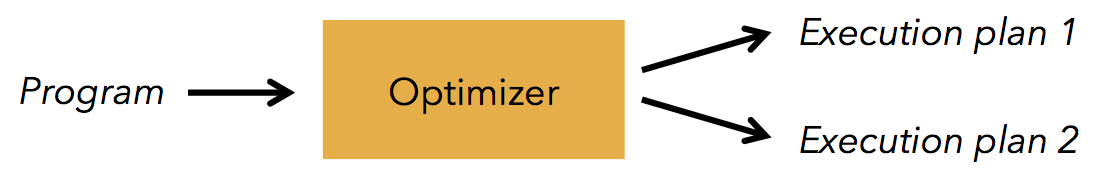 Program
Optimizer
Execution plan 1
Execution plan 2